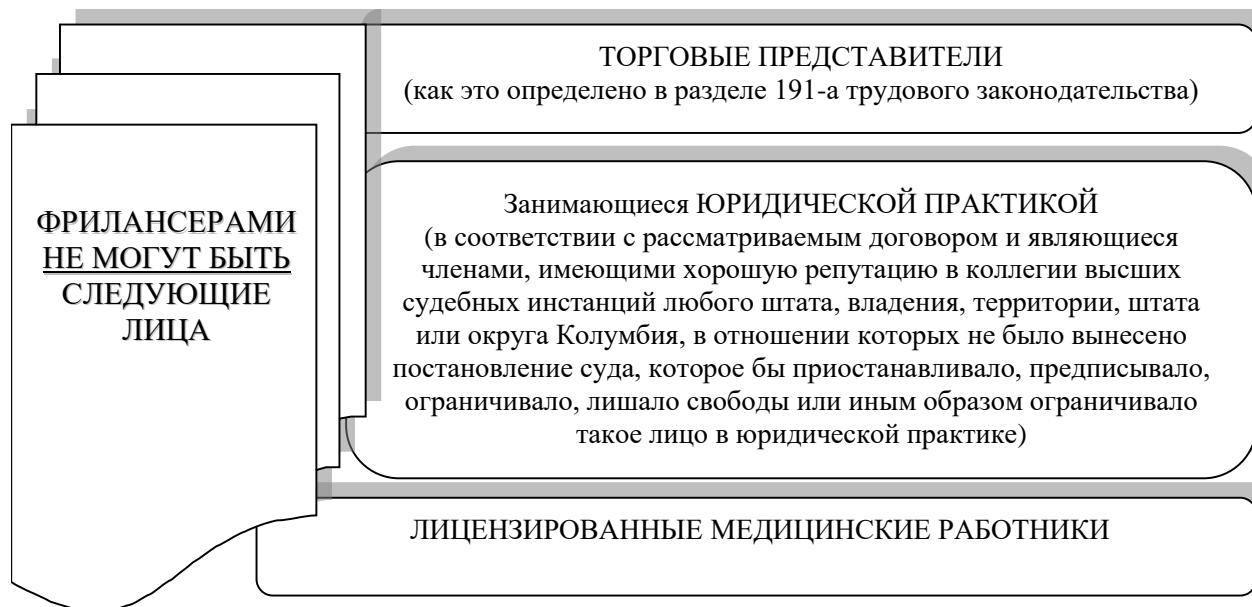 ТОРГОВЫЕ ПРЕДСТАВИТЕЛИ
(как это определено в разделе 191-а трудового законодательства)
ФРИЛАНСЕРАМИ
НЕ МОГУТ БЫТЬ
СЛЕДУЮЩИЕ
ЛИЦА
Занимающиеся ЮРИДИЧЕСКОЙ ПРАКТИКОЙ
(в соответствии с рассматриваемым договором и являющиеся
членами, имеющими хорошую репутацию в коллегии высших
судебных инстанций любого штата, владения, территории, штата
или округа Колумбия, в отношении которых не было вынесено
постановление суда, которое бы приостанавливало, предписывало,
ограничивало, лишало свободы или иным образом ограничивало
такое лицо в юридической практике)
ЛИЦЕНЗИРОВАННЫЕ МЕДИЦИНСКИЕ РАБОТНИКИ